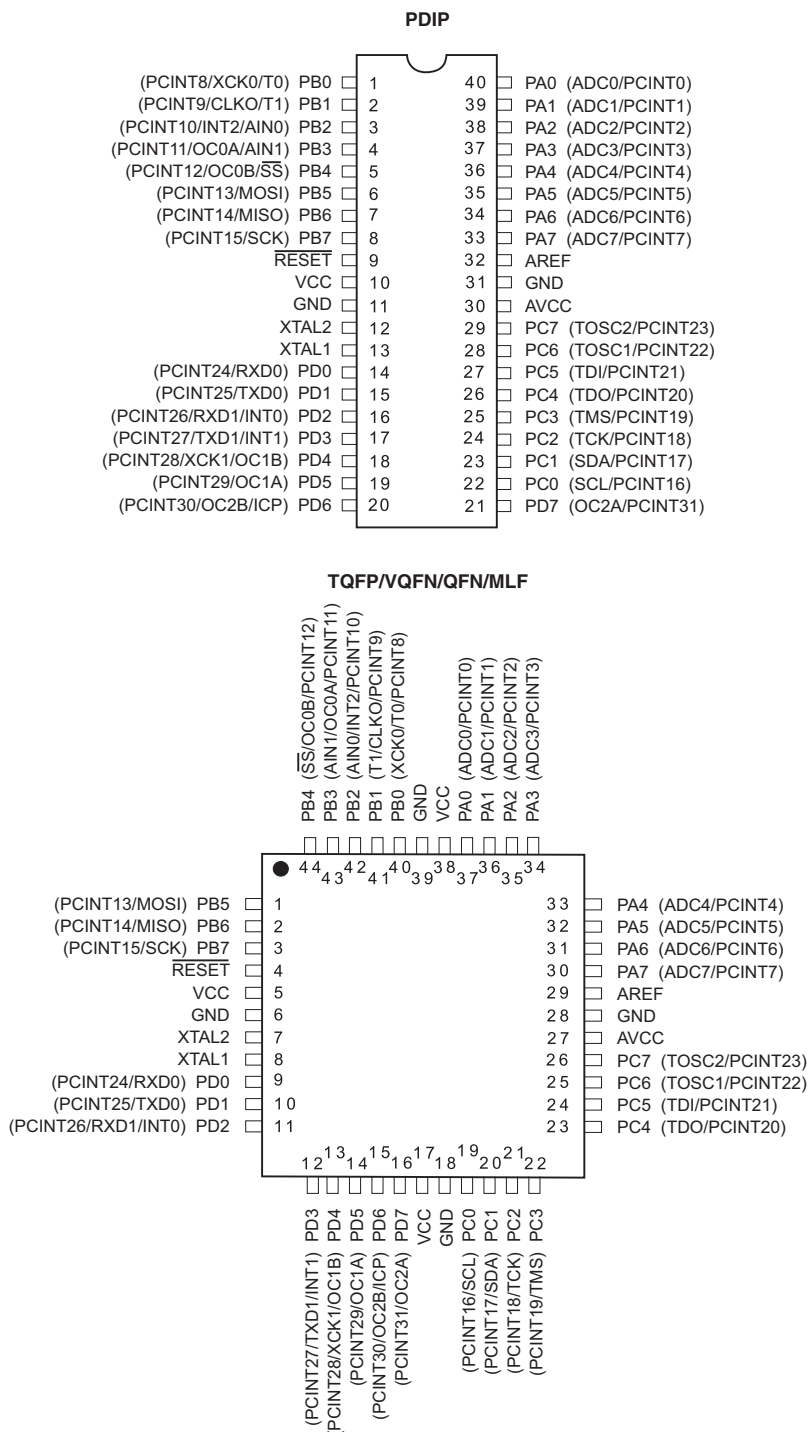 PDIP
(PCINT8/XCK0/T0) PB0 1 40 PA0 (ADC0/PCINT0)
(PCINT9/CLKO/T1) PB1 2 39 PA1 (ADC1/PCINT1)
(PCINT10/INT2/AIN0) PB2 3 38 PA2 (ADC2/PCINT2)
(PCINT11/OC0A/AIN1) PB3 4 37 PA3 (ADC3/PCINT3)
(PCINT12/OC0B/SS) PB4 5 36 PA4 (ADC4/PCINT4)
(PCINT13/MOSI) PB5 6 35 PA5 (ADC5/PCINT5)
(PCINT14/MISO) PB6 7 34 PA6 (ADC6/PCINT6)
(PCINT15/SCK) PB7 8 33 PA7 (ADC7/PCINT7)
RESET 9 32 AREF
VCC 10 31 GND
GND 11 30 AVCC
XTAL2 12 29 PC7 (TOSC2/PCINT23)
XTAL1 13 28 PC6 (TOSC1/PCINT22)
(PCINT24/RXD0) PD0 14 27 PC5 (TDI/PCINT21)
(PCINT25/TXD0) PD1 15 26 PC4 (TDO/PCINT20)
(PCINT26/RXD1/INT0) PD2 16 25 PC3 (TMS/PCINT19)
(PCINT27/TXD1/INT1) PD3 17 24 PC2 (TCK/PCINT18)
(PCINT28/XCK1/OC1B) PD4 18 23 PC1 (SDA/PCINT17)
(PCINT29/OC1A) PD5 19 22 PC0 (SCL/PCINT16)
(PCINT30/OC2B/ICP) PD6 20 21 PD7 (OC2A/PCINT31)
TQFP/VQFN/QFN/MLF
PB4 (SS/OC0B/PCINT12)
PB3 (AIN1/OC0A/PCINT11)
PB2 (AIN0/INT2/PCINT10)
PB1 (T1/CLKO/PCINT9)
PB0 (XCK0/T0/PCINT8)
GND
VCC
PA0 (ADC0/PCINT0)
PA1 (ADC1/PCINT1)
PA2 (ADC2/PCINT2)
PA3 (ADC3/PCINT3)
44 43 42 41 40 39 38 37 36 35 34
(PCINT13/MOSI) PB5 1 33 PA4 (ADC4/PCINT4)
(PCINT14/MISO) PB6 2 32 PA5 (ADC5/PCINT5)
(PCINT15/SCK) PB7 3 31 PA6 (ADC6/PCINT6)
RESET 4 30 PA7 (ADC7/PCINT7)
VCC 5 29 AREF
GND 6 28 GND
XTAL2 7 27 AVCC
XTAL1 8 26 PC7 (TOSC2/PCINT23)
(PCINT24/RXD0) PD0 9 25 PC6 (TOSC1/PCINT22)
(PCINT25/TXD0) PD1 10 24 PC5 (TDI/PCINT21)
(PCINT26/RXD1/INT0) PD2 11 23 PC4 (TDO/PCINT20)
12 13 14 15 16 17 18 19 20 21 22
(PCINT27/TXD1/INT1) PD3
(PCINT28/XCK1/OC1B) PD4
(PCINT29/OC1A) PD5
(PCINT30/OC2B/ICP) PD6
(PCINT31/OC2A) PD7
VCC
GND
(PCINT16/SCL) PC0
(PCINT17/SDA) PC1
(PCINT18/TCK) PC2
(PCINT19/TMS) PC3